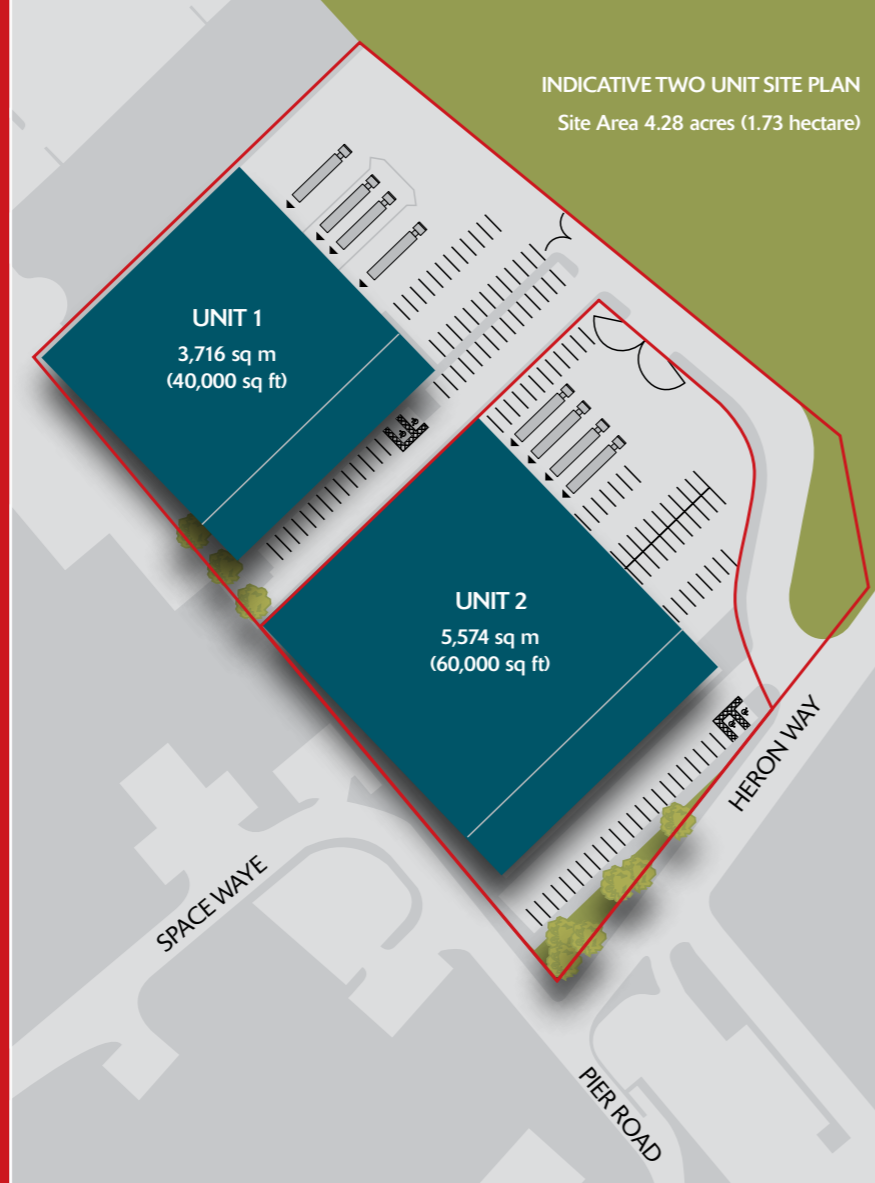 INDICATIVE TWO UNIT SITE PLAN
Site Area 4.28 acres (1.73 hectare)
UNIT 1
3,716 sq m
(40,000 sq ft)
UNIT 2
5,574 sq m
(60,000 sq ft)
HERON WAY
SPACE WAYE
PIER ROAD